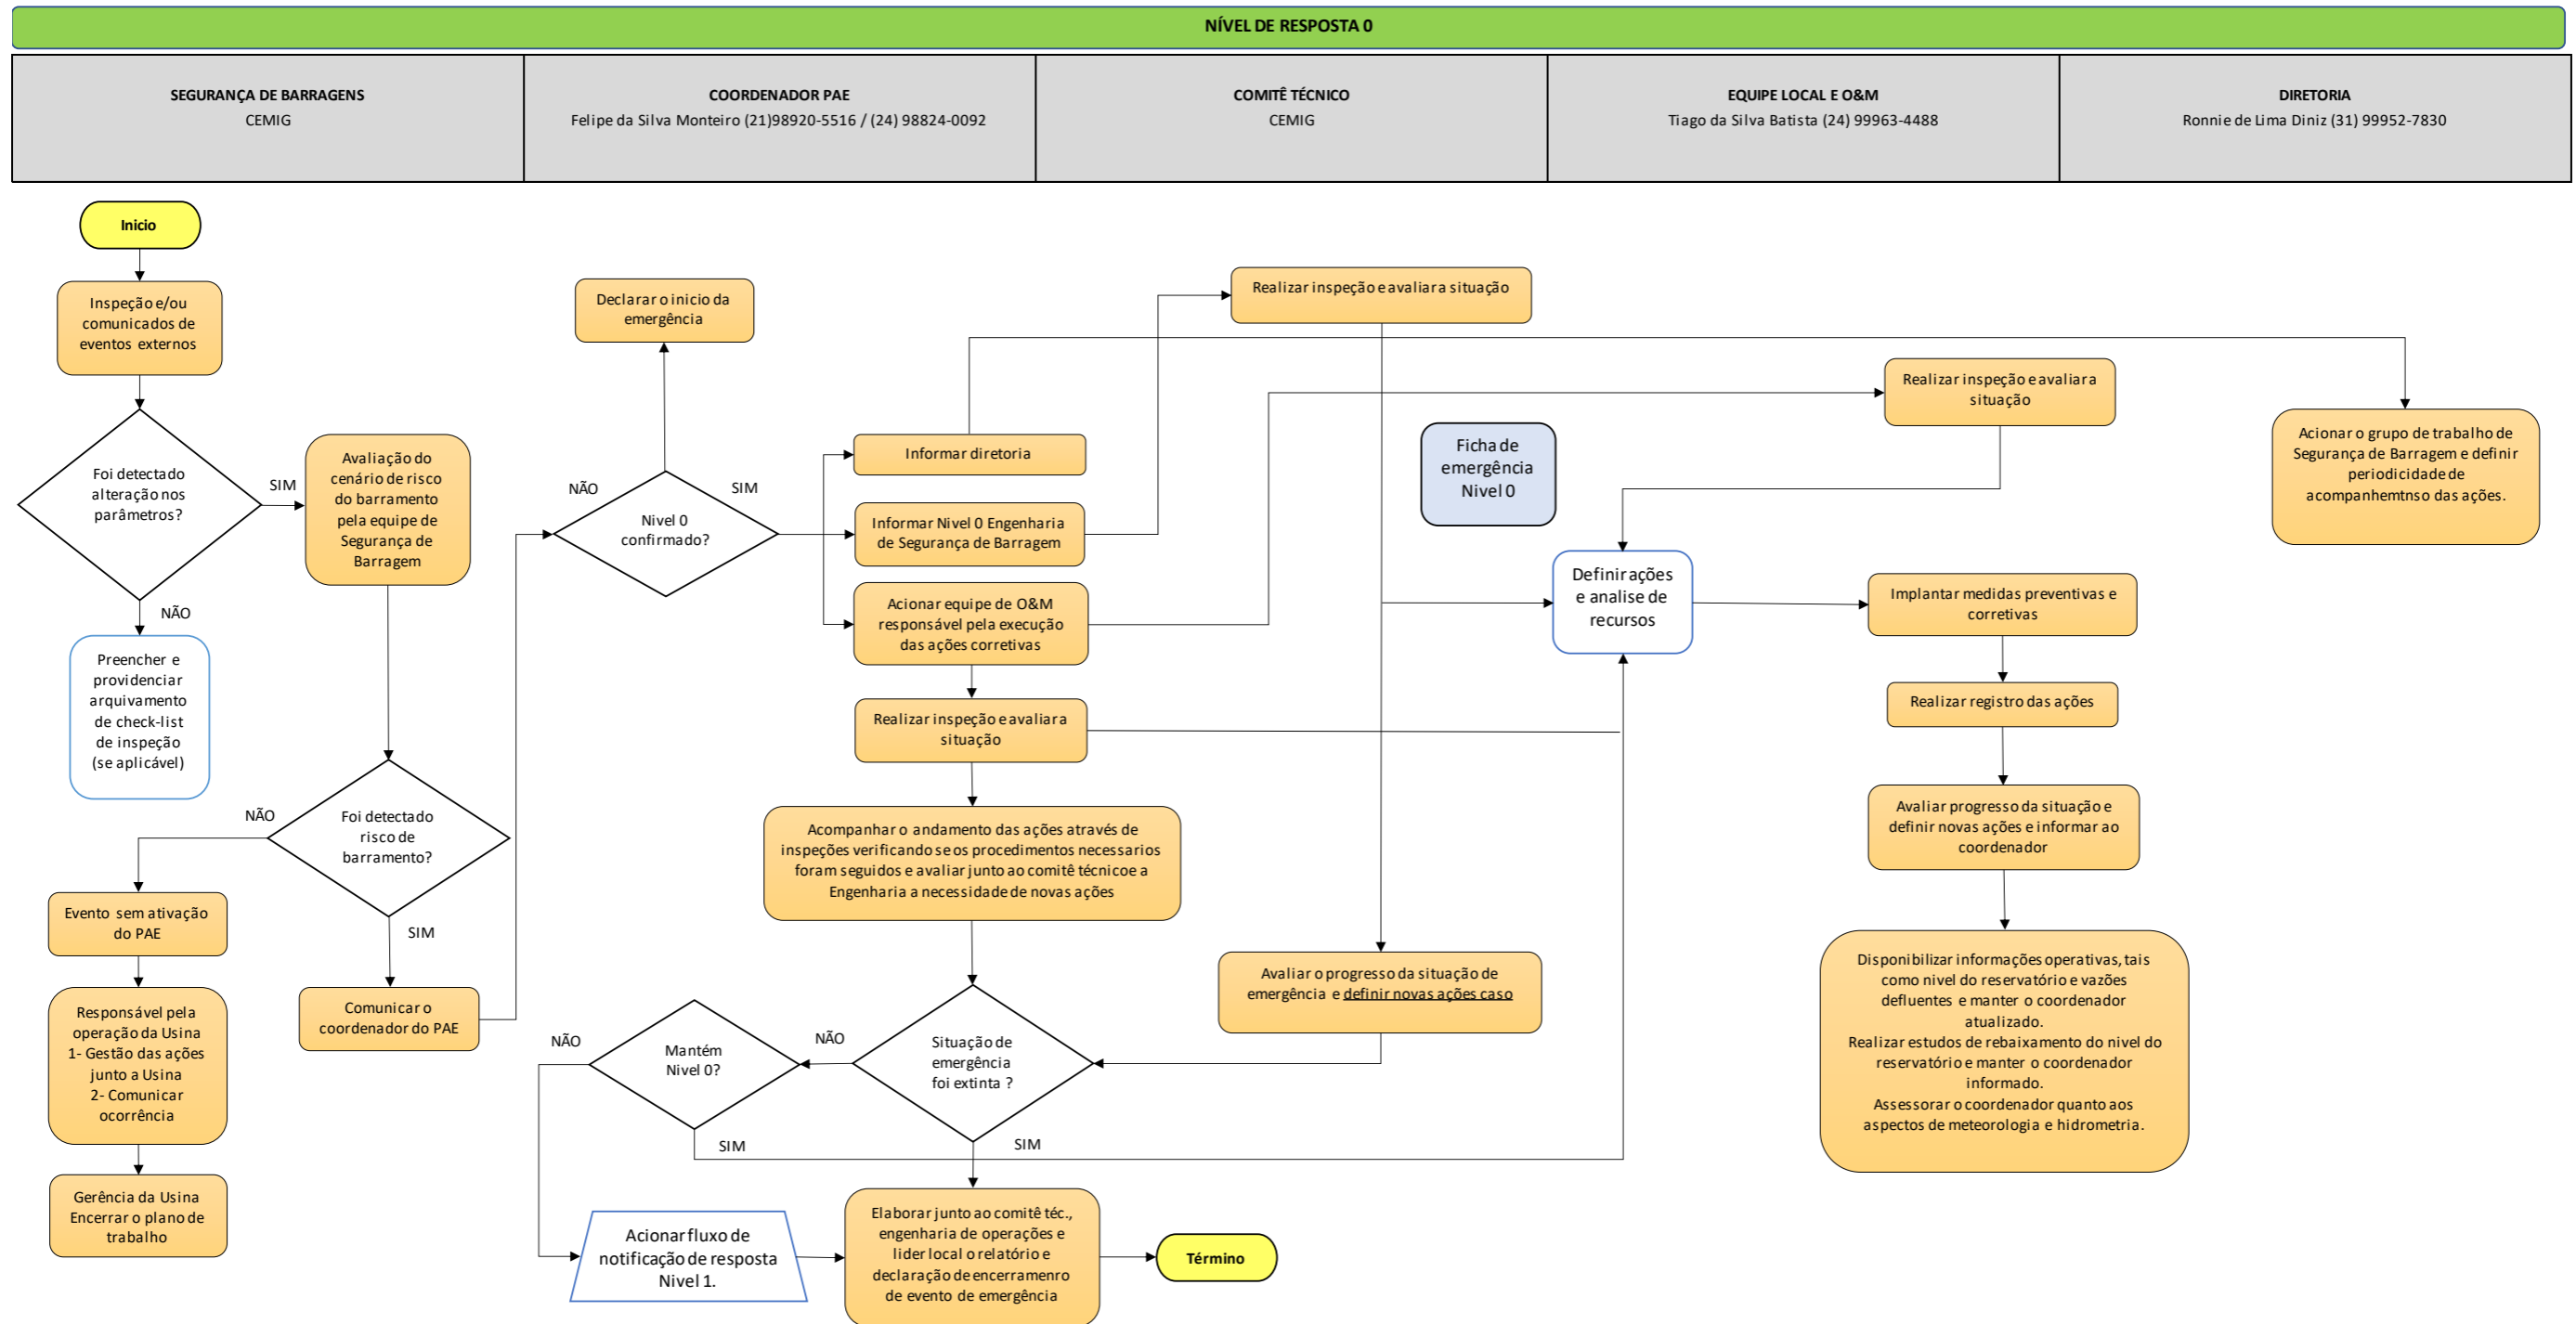 NÍVEL DE RESPOSTA 0
SEGURANÇA DE BARRAGENS
CEMIG
COORDENADOR PAE
Felipe da Silva Monteiro (21)98920-5516 / (24) 98824-0092
COMITÊ TÉCNICO
CEMIG
EQUIPE LOCAL E O&M
Tiago da Silva Batista (24) 99963-4488
DIRETORIA
Ronnie de Lima Diniz (31) 99952-7830
Inicio
Inspeção e/ou
comunicados de
eventos externos
Foi detectado
alteração nos
parâmetros?
SIM
NÃO
Preencher e
providenciar
arquivamento
de check-list
de inspeção
(se aplicável)
Avaliação do
cenário de risco
do barramento
pela equipe de
Segurança de
Barragem
Foi detectado
risco de
barramento?
NÃO
SIM
Evento sem ativação
do PAE
Responsável pela
operação da Usina
1- Gestão das ações
junto a Usina
2- Comunicar
ocorrência
Gerência da Usina
Encerrar o plano de
trabalho
Comunicar o
coordenador do PAE
Declarar o inicio da
emergência
NÃO
SIM
Nivel 0
confirmado?
Informar diretoria
Informar Nivel 0 Engenharia
de Segurança de Barragem
Acionar equipe de O&M
responsável pela execução
das ações corretivas
Realizar inspeção e avaliar a
situação
Acompanhar o andamento das ações através de
inspeções verificando se os procedimentos necessarios
foram seguidos e avaliar junto ao comitê técnicoe a
Engenharia a necessidade de novas ações
Situação de
emergência
foi extinta ?
NÃO
SIM
Mantém
Nivel 0?
NÃO
SIM
Acionar fluxo de
notificação de resposta
Nivel 1.
Elaborar junto ao comitê téc.,
engenharia de operações e
lider local o relatório e
declaração de encerramenro
de evento de emergência
Término
Realizar inspeção e avaliar a situação
Avaliar o progresso da situação de
emergência e definir novas ações caso
Ficha de
emergência
Nivel 0
Definir ações
e analise de
recursos
Realizar inspeção e avaliar a
situação
Implantar medidas preventivas e
corretivas
Realizar registro das ações
Avaliar progresso da situação e
definir novas ações e informar ao
coordenador
Disponibilizar informações operativas, tais
como nivel do reservatório e vazões
defluentes e manter o coordenador
atualizado.
Realizar estudos de rebaixamento do nivel do
reservatório e manter o coordenador
informado.
Assessorar o coordenador quanto aos
aspectos de meteorologia e hidrometria.
Acionar o grupo de trabalho de
Segurança de Barragem e definir
periodicidade de
acompanhemtnso das ações.